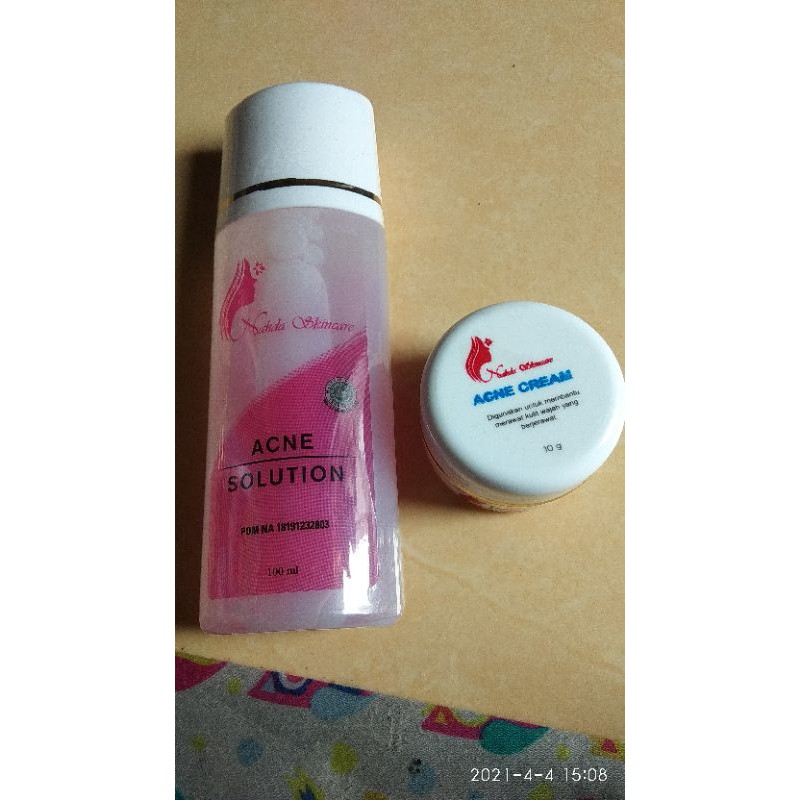 Nahda Skincare
ACNE
SOLUTION
POM NA 18191232803
100 ml
Nahda Skincare
ACNE CREAM
Digunakan untuk membantu
merawat kulit wajah yang
berjerawat.
10 g
2021-4-4 15:08